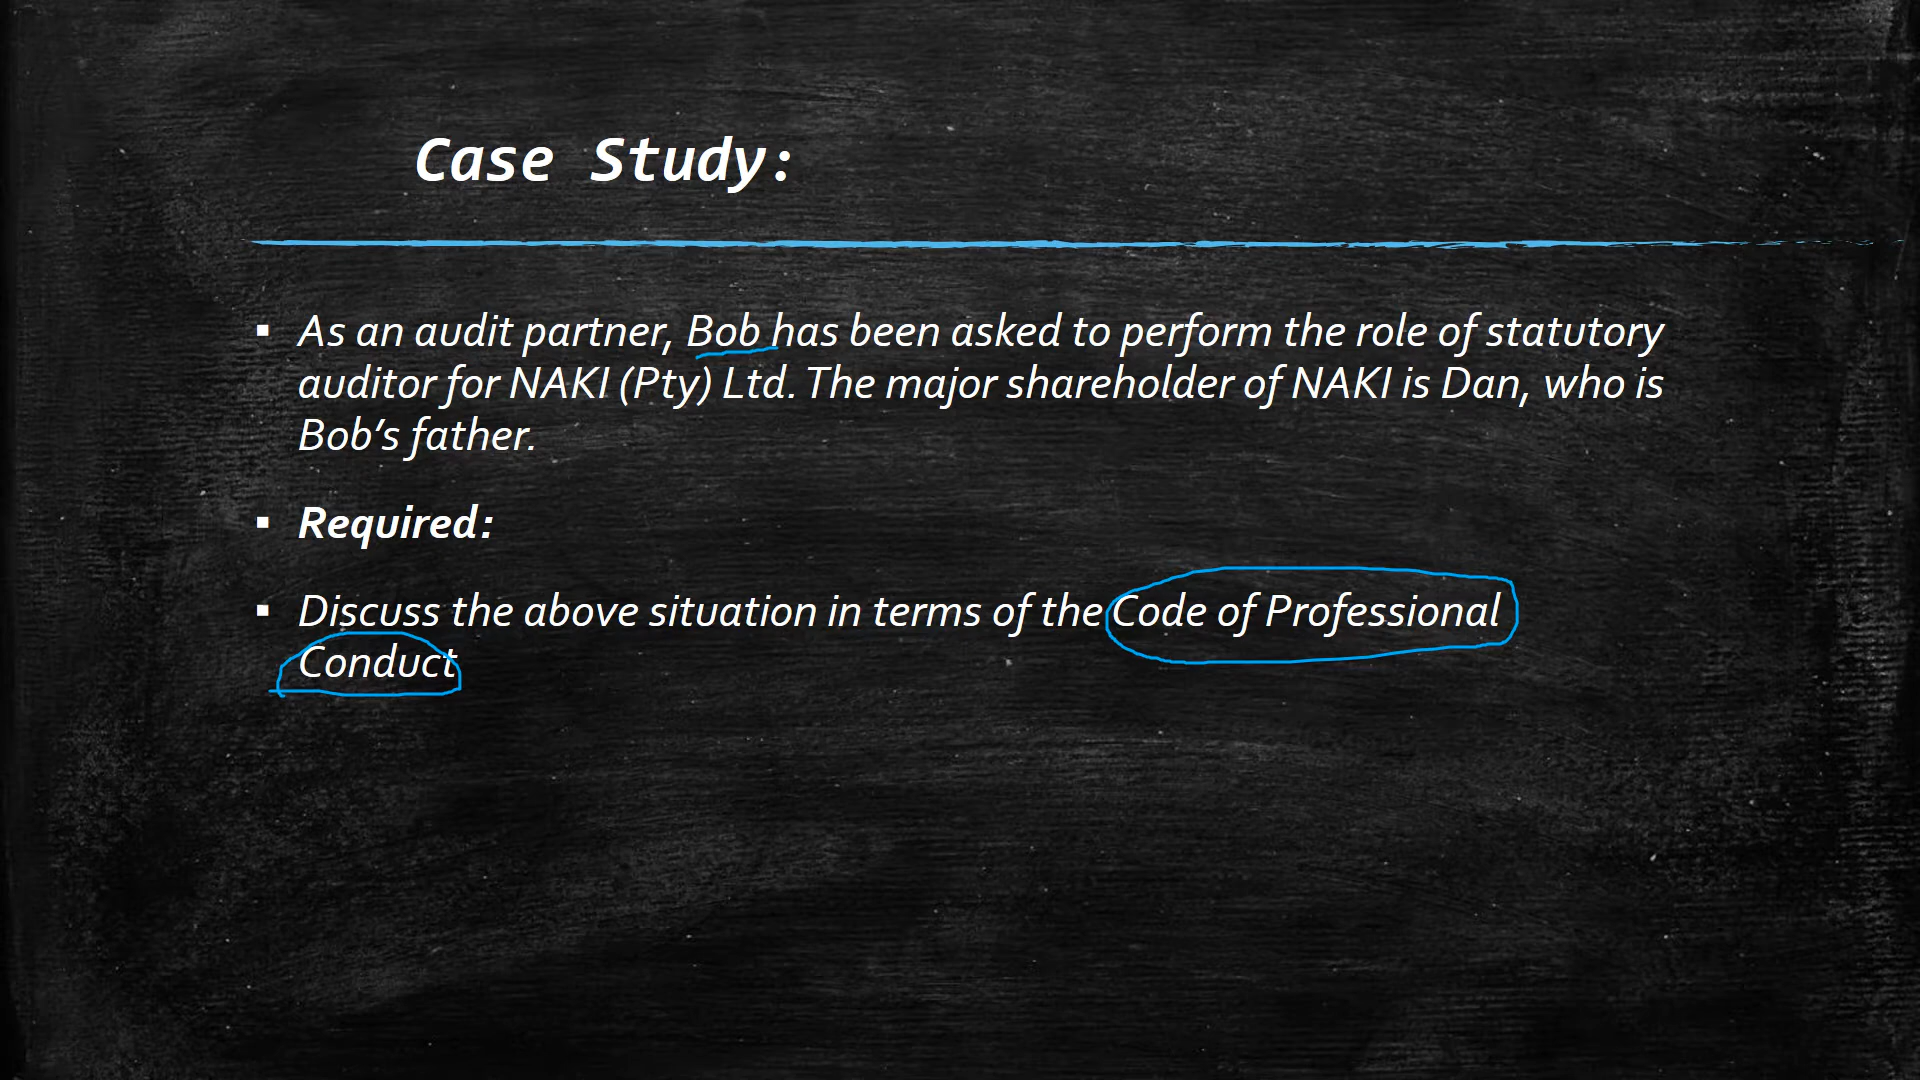 Case Study:
▪ As an audit partner, Bob has been asked to perform the role of statutory
auditor for NAKI (Pty) Ltd. The major shareholder of NAKI is Dan, who is
Bob’s father.
▪ Required:
▪ Discuss the above situation in terms of the Code of Professional
Conduct